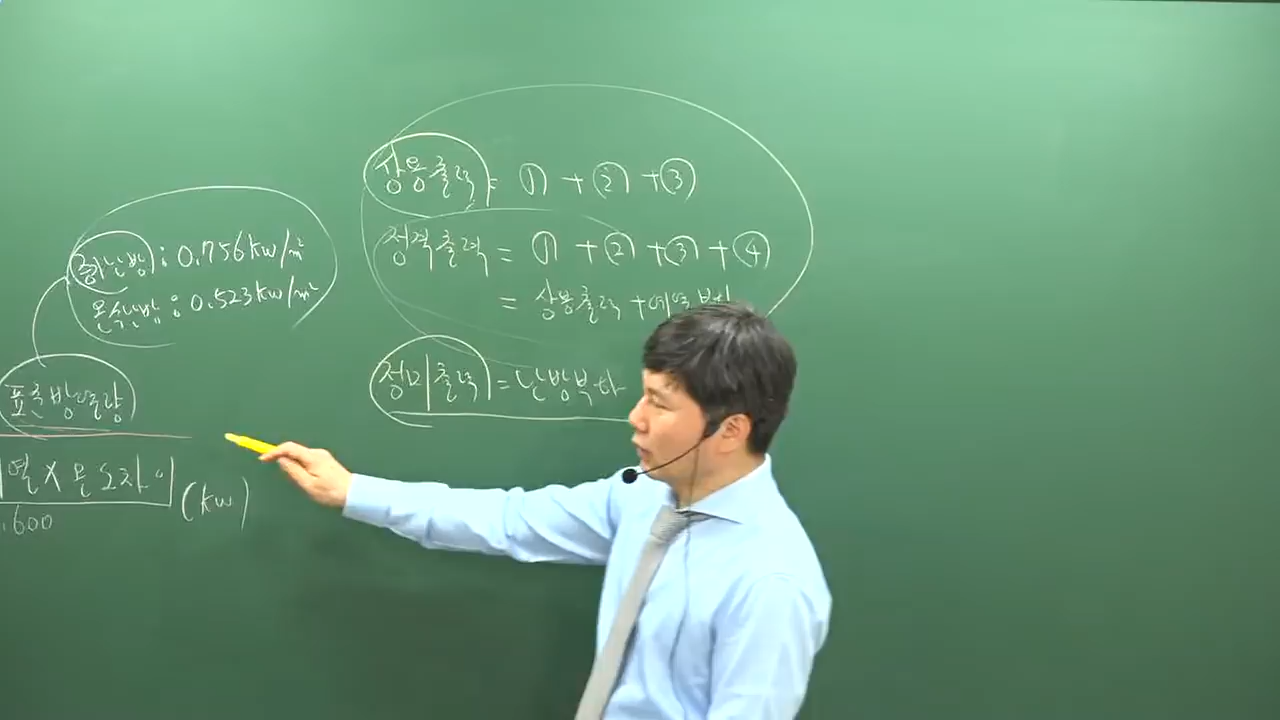 증기난방 : 0.756kw/m²
온수난방 : 0.523kw/m²
표준방열량
열 X 온도차이
.600
(kw)
상용출력 = ① + ② + ③
정격출력 = ① + ② + ③ + ④
= 상용출력 + 예열부하
정미출력 = 난방부하